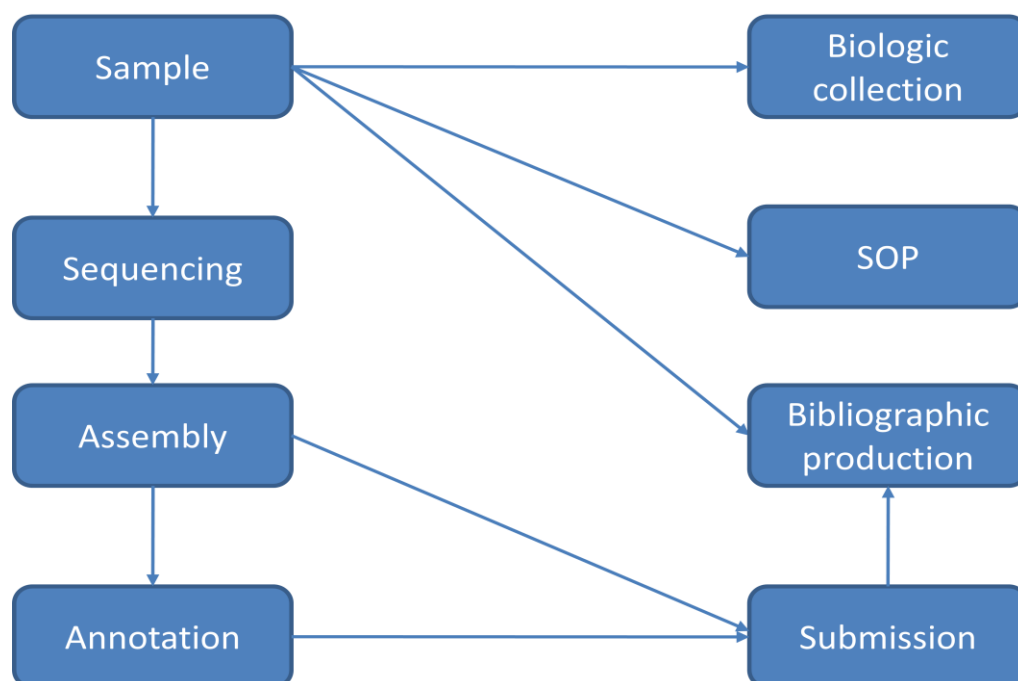 Sample
Biologic
collection
Sequencing
SOP
Assembly
Bibliographic
production
Annotation
Submission